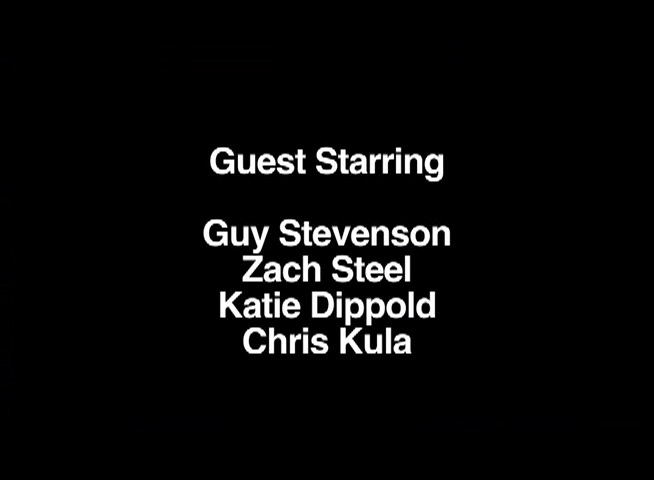 Guest Starring
Guy Stevenson
Zach Steel
Katie Dippold
Chris Kula